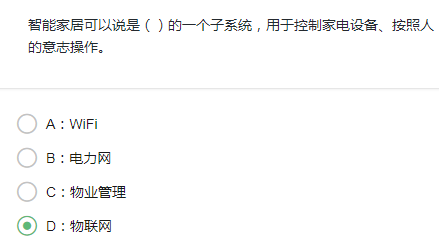 智能家居可以说是（ ）的一个子系统，用于控制家电设备、按照人
的意志操作。
A：WiFi
B：电力网
C：物业管理
D：物联网